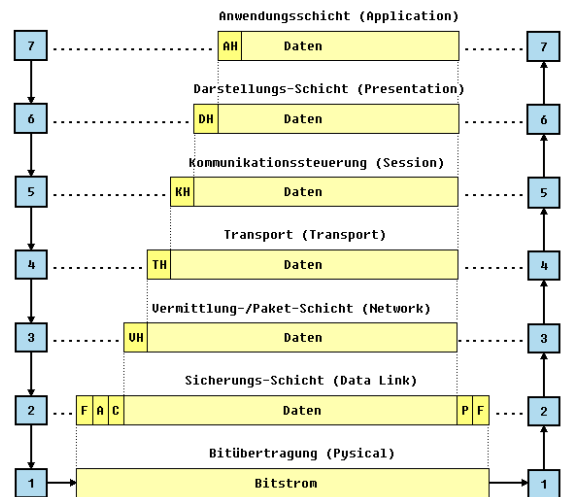 Anwendungsschicht (Application)
7 AH Daten 7
Darstellungs-Schicht (Presentation)
6 DH Daten 6
Kommunikationssteuerung (Session)
5 KH Daten 5
Transport (Transport)
4 TH Daten 4
Vermittlung-/Paket-Schicht (Network)
3 VH Daten 3
Sicherungs-Schicht (Data Link)
2 F A C Daten P F 2
Bitübertragung (Pysical)
1 Bitstrom 1